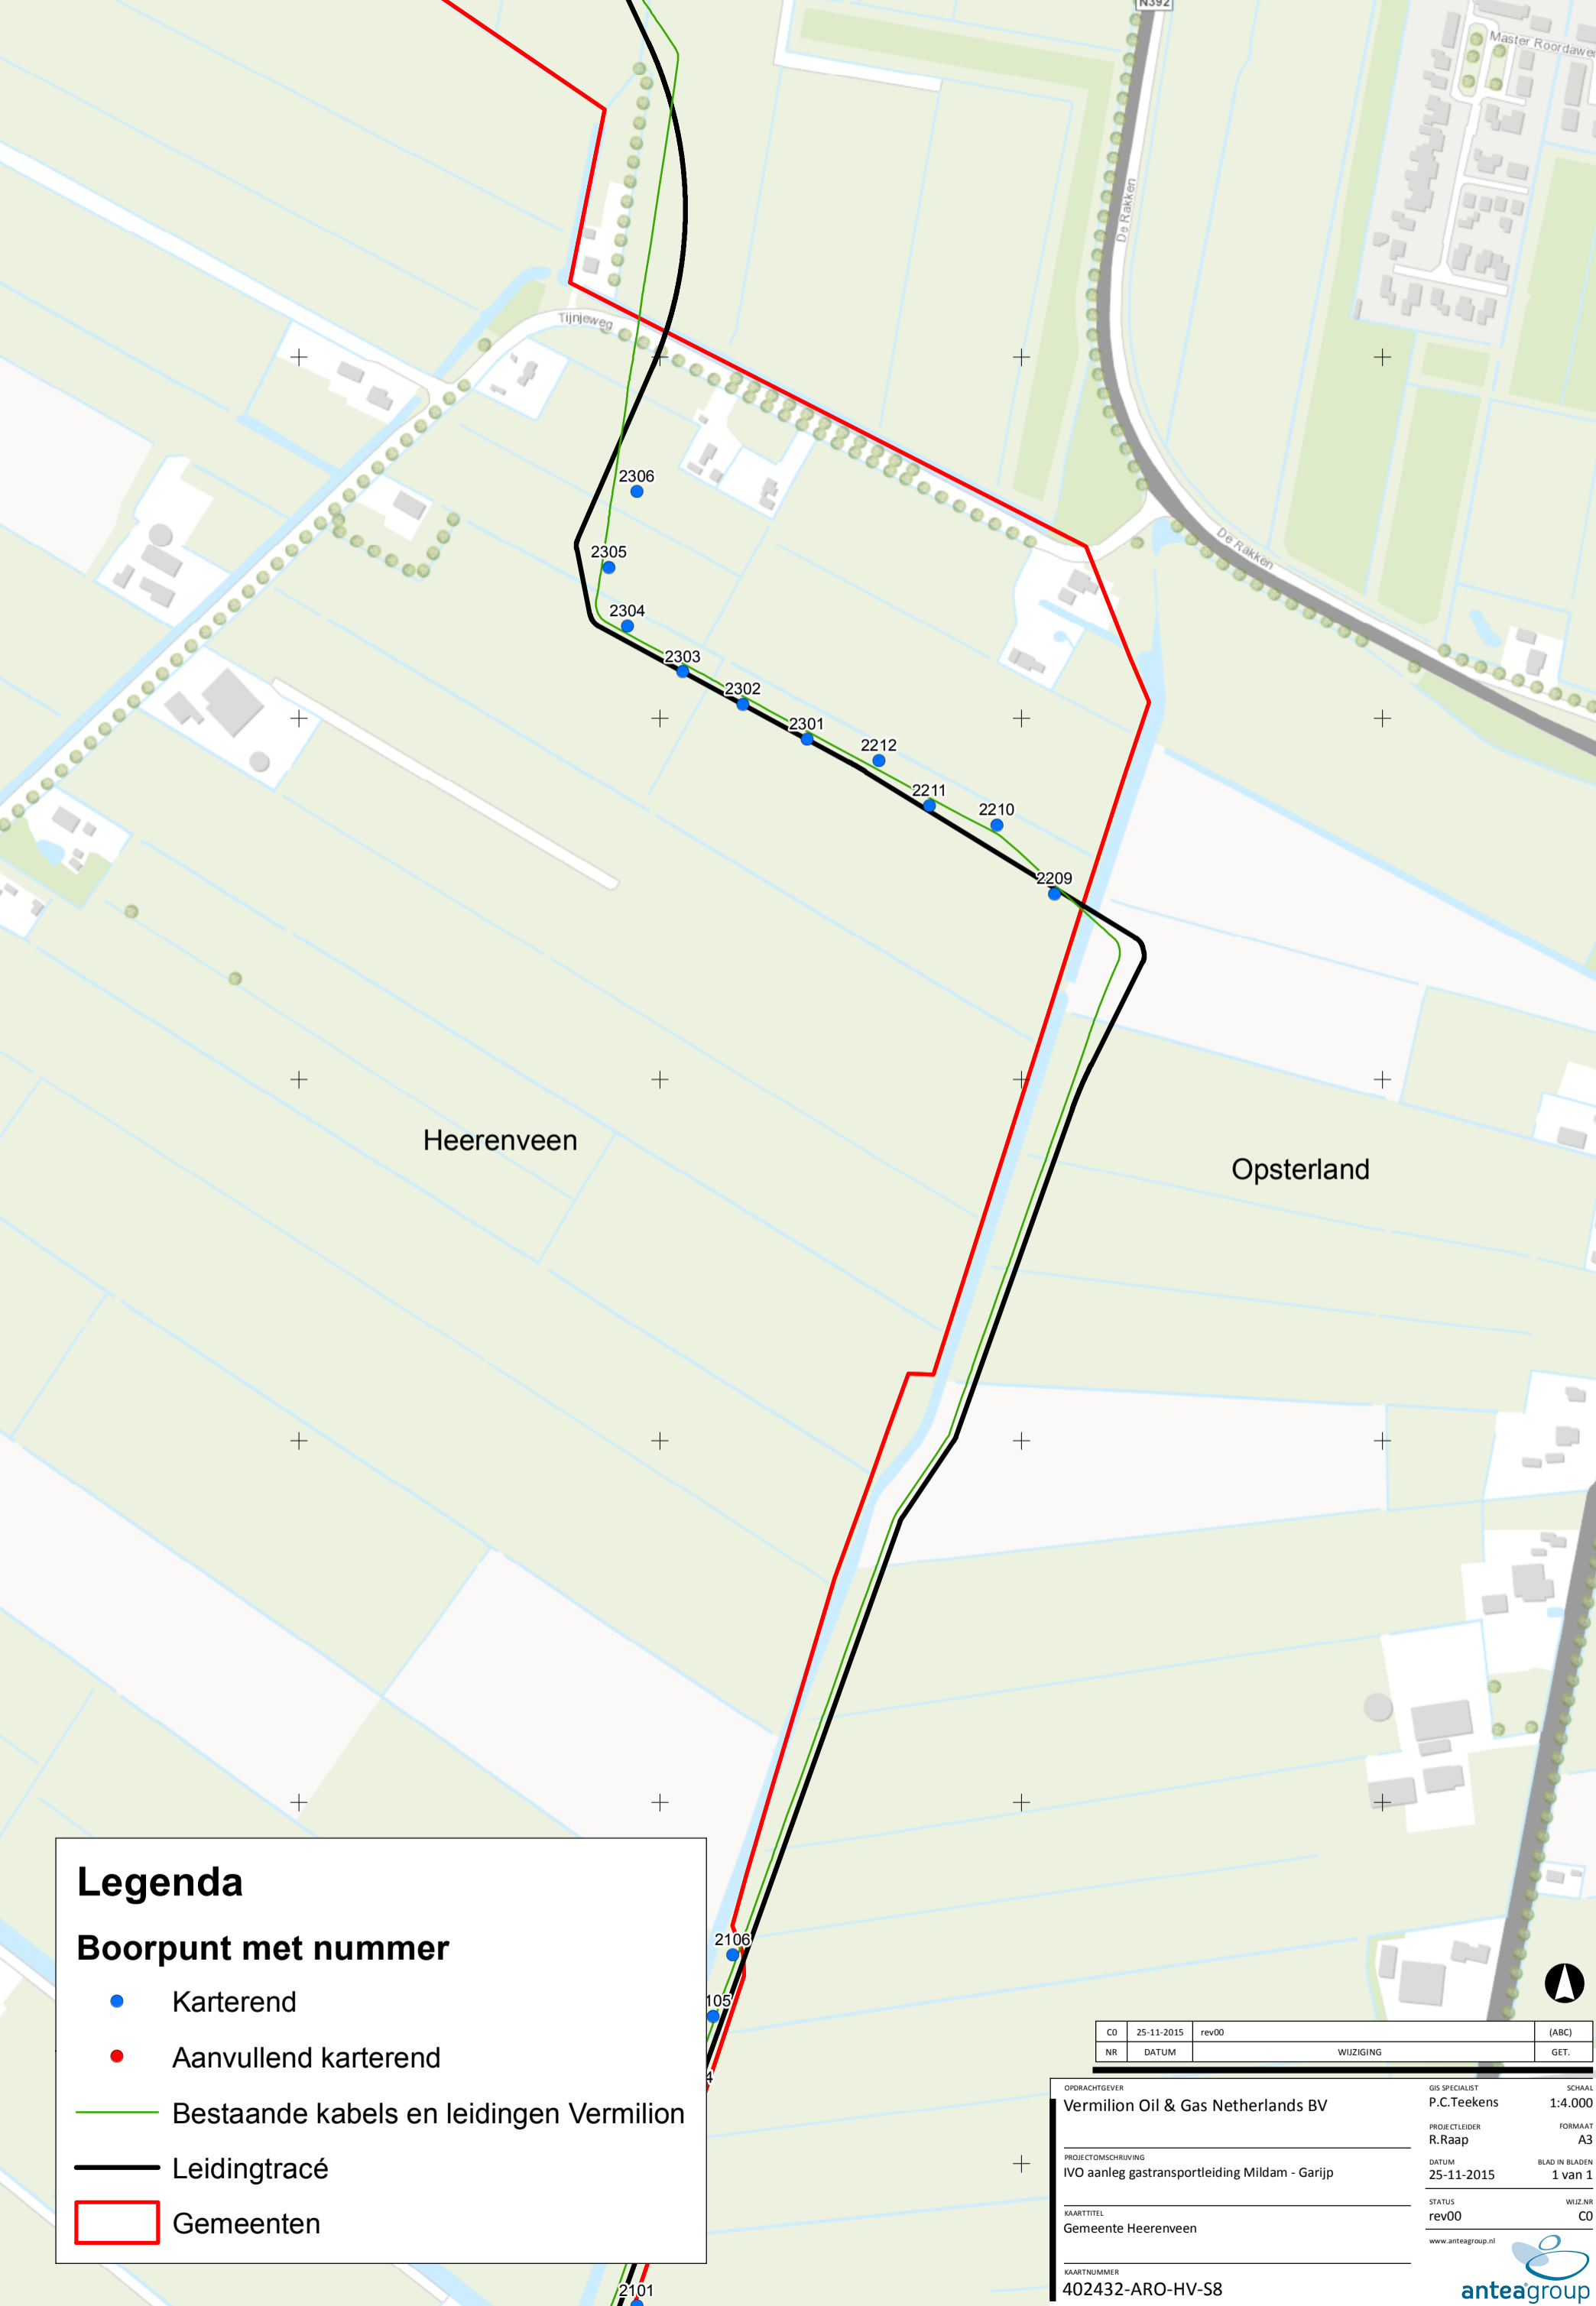 N392
Master Roordawei
De Rakken
Tijnjeweg
De Rakken
2306
2305
2304
2303
2302
2301
2212
2211
2210
2209
Heerenveen
Opsterland
2106
105
4
2101
Legenda
Boorpunt met nummer
Karterend
Aanvullend karterend
Bestaande kabels en leidingen Vermilion
Leidingtracé
Gemeenten
C0 25-11-2015 rev00 (ABC)
NR DATUM WIJZIGING GET.
OPDRACHTGEVER
Vermilion Oil & Gas Netherlands BV
PROJECTOMSCHRIJVING
IVO aanleg gastransportleiding Mildam - Garijp
KAARTTITEL
Gemeente Heerenveen
KAARTNUMMER
402432-ARO-HV-S8
GIS SPECIALIST SCHAAL
P.C.Teekens 1:4.000
PROJECTLEIDER FORMAAT
R.Raap A3
DATUM BLAD IN BLADEN
25-11-2015 1 van 1
STATUS WIJZ.NR
rev00 C0
www.anteagroup.nl
anteagroup